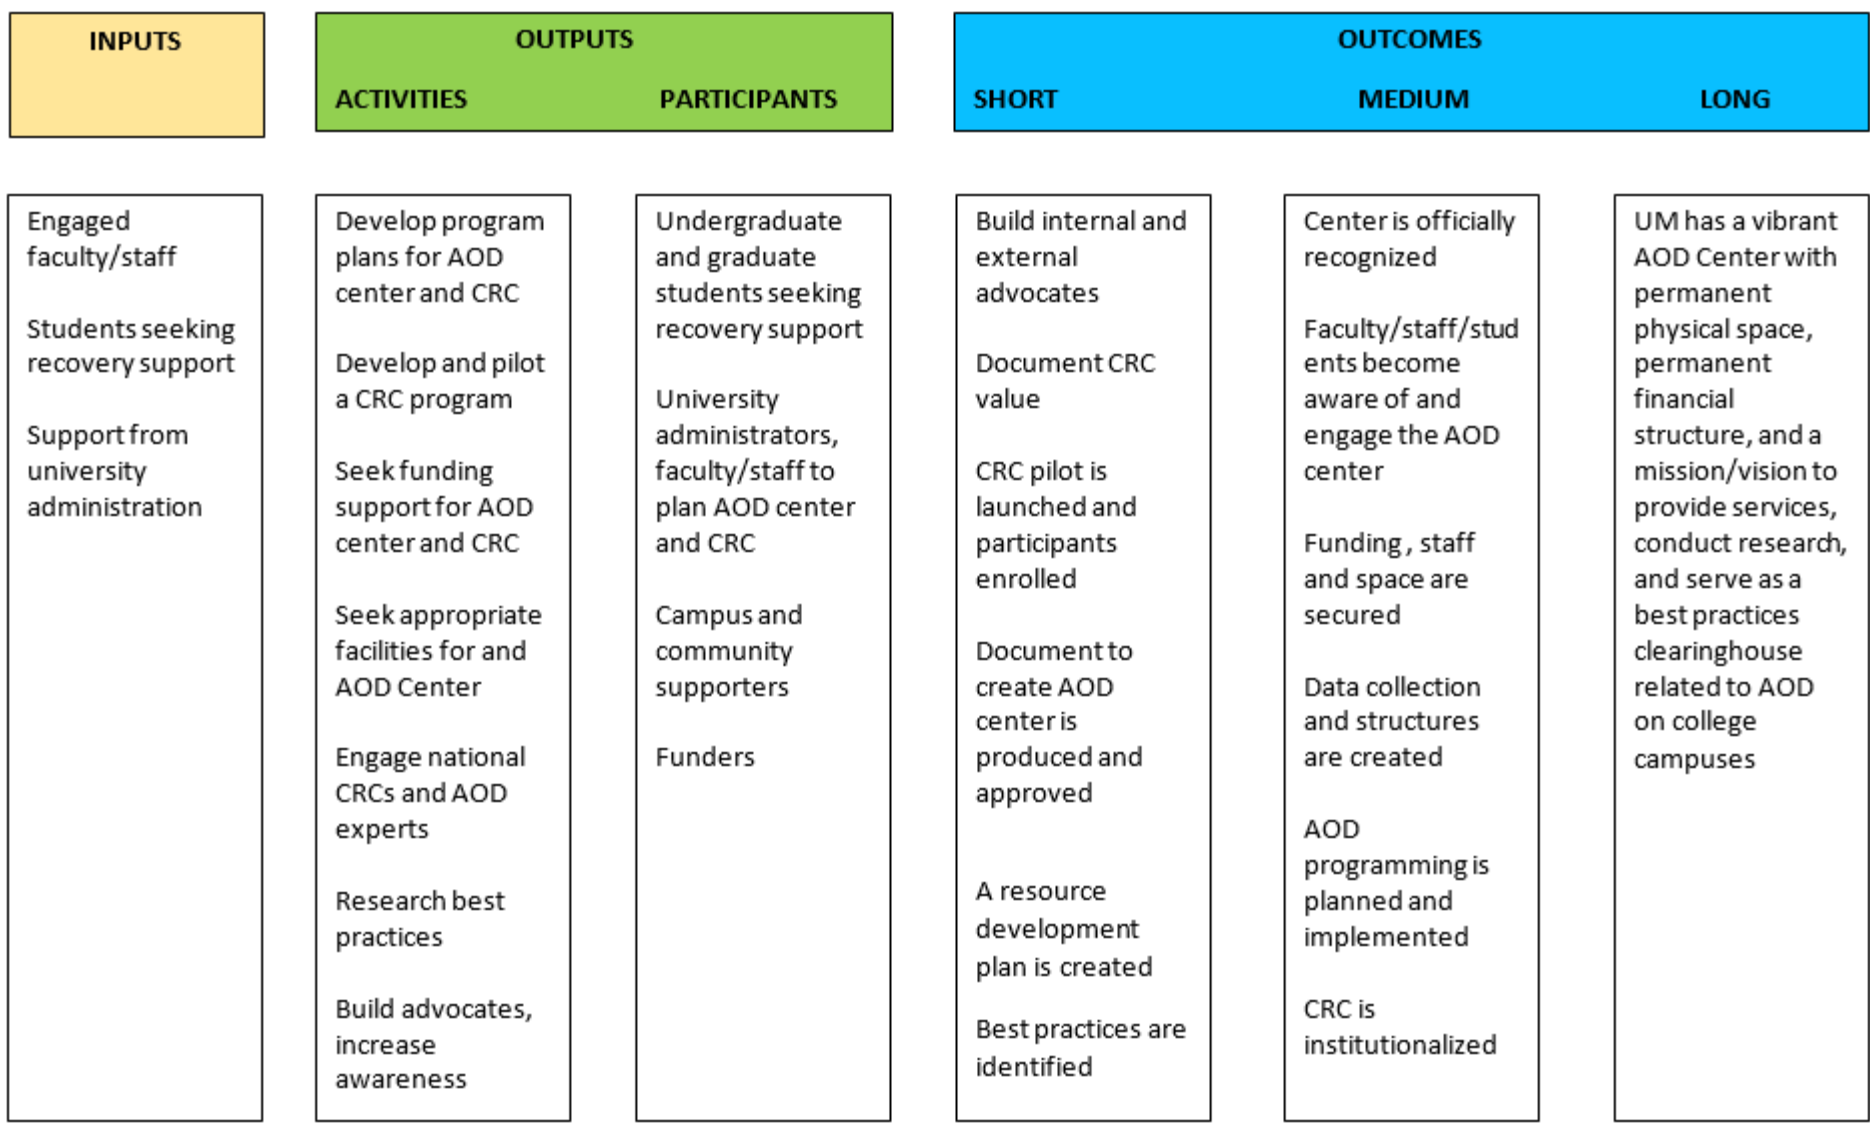 INPUTS
OUTPUTS
ACTIVITIES
PARTICIPANTS
OUTCOMES
SHORT
MEDIUM
LONG
Engaged
faculty/staff
Students seeking
recovery support
Support from
university
administration
Develop program
plans for AOD
center and CRC
Develop and pilot
a CRC program
Seek funding
support for AOD
center and CRC
Seek appropriate
facilities for and
AOD Center
Engage national
CRCs and AOD
experts
Research best
practices
Build advocates,
increase
awareness
Undergraduate
and graduate
students seeking
recovery support
University
administrators,
faculty/staff to
plan AOD center
and CRC
Campus and
community
supporters
Funders
Build internal and
external
advocates
Document CRC
value
CRC pilot is
launched and
participants
enrolled
Document to
create AOD
center is
produced and
approved
A resource
development
plan is created
Best practices are
identified
Center is officially
recognized
Faculty/staff/stud
ents become
aware of and
engage the AOD
center
Funding , staff
and space are
secured
Data collection
and structures
are created
AOD
programming is
planned and
implemented
CRC is
institutionalized
UM has a vibrant
AOD Center with
permanent
physical space,
permanent
financial
structure, and a
mission/vision to
provide services,
conduct research,
and serve as a
best practices
clearinghouse
related to AOD
on college
campuses